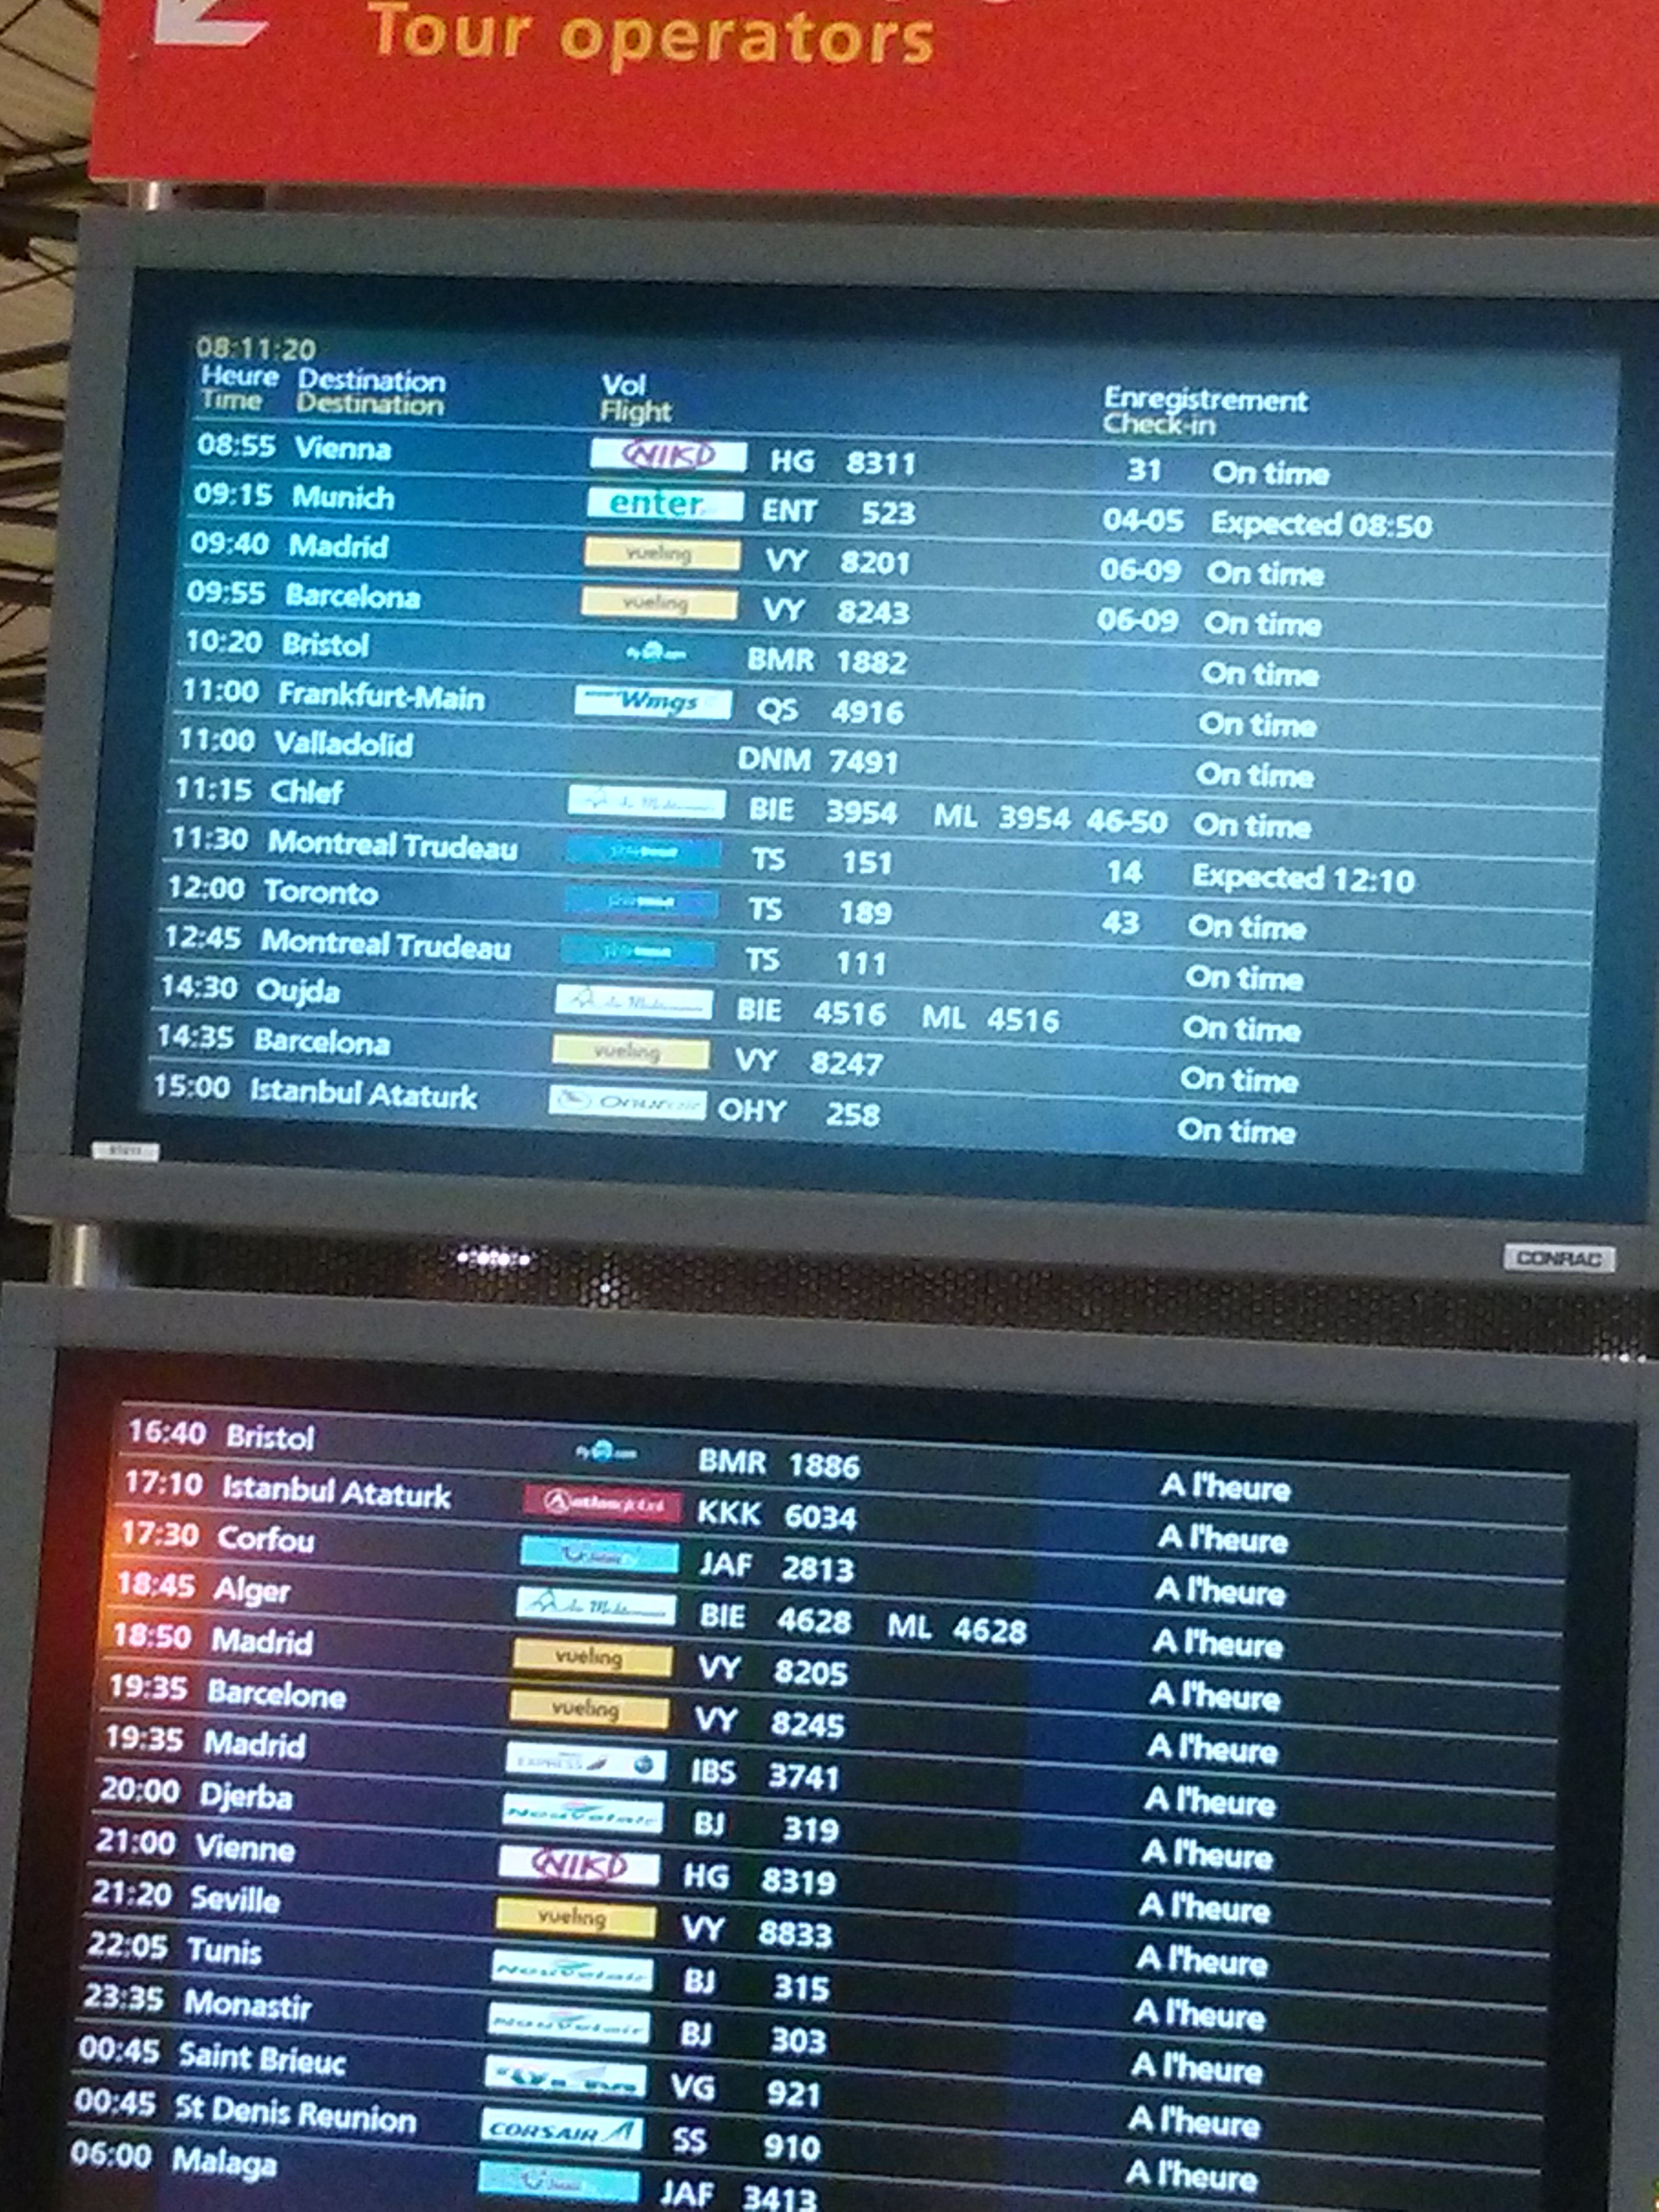 Tour operators
08:11:20
Heure Destination Vol Enregistrement
Time Destination Flight Check-in
08:55 Vienna NIKI HG 8311 31 On time
09:15 Munich enter ENT 523 04-05 Expected 08:50
09:40 Madrid vueling VY 8201 06-09 On time
09:55 Barcelona vueling VY 8243 06-09 On time
10:20 Bristol BMR 1882 On time
11:00 Frankfurt-Main Wings QS 4916 On time
11:00 Valladolid DNM 7491 On time
11:15 Chlef BIE 3954 ML 3954 46-50 On time
11:30 Montreal Trudeau TS 151 14 Expected 12:10
12:00 Toronto TS 189 43 On time
12:45 Montreal Trudeau TS 111 On time
14:30 Oujda BIE 4516 ML 4516 On time
14:35 Barcelona vueling VY 8247 On time
15:00 Istanbul Ataturk Onurair OHY 258 On time
CONRAC
16:40 Bristol BMR 1886 A l'heure
17:10 Istanbul Ataturk atlasjet KKK 6034 A l'heure
17:30 Corfou JAF 2813 A l'heure
18:45 Alger BIE 4628 ML 4628 A l'heure
18:50 Madrid vueling VY 8205 A l'heure
19:35 Barcelone vueling VY 8245 A l'heure
19:35 Madrid EXPRESS IBS 3741 A l'heure
20:00 Djerba Nouvelair BJ 319 A l'heure
21:00 Vienne NIKI HG 8319 A l'heure
21:20 Seville vueling VY 8833 A l'heure
22:05 Tunis Nouvelair BJ 315 A l'heure
23:35 Monastir Nouvelair BJ 303 A l'heure
00:45 Saint Brieuc VG 921 A l'heure
00:45 St Denis Reunion CORSAIR SS 910 A l'heure
06:00 Malaga JAF 3413